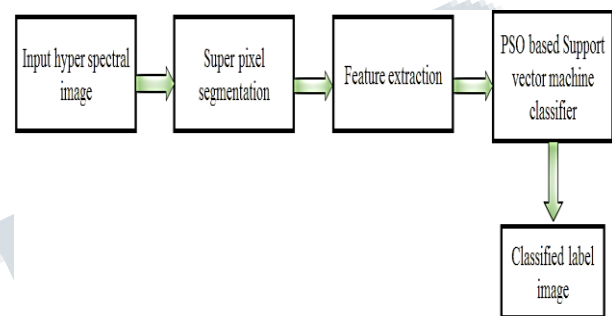 Input hyper spectral
image
Super pixel
segmentation
Feature extraction
PSO based Support
vector machine
classifier
Classified label
image